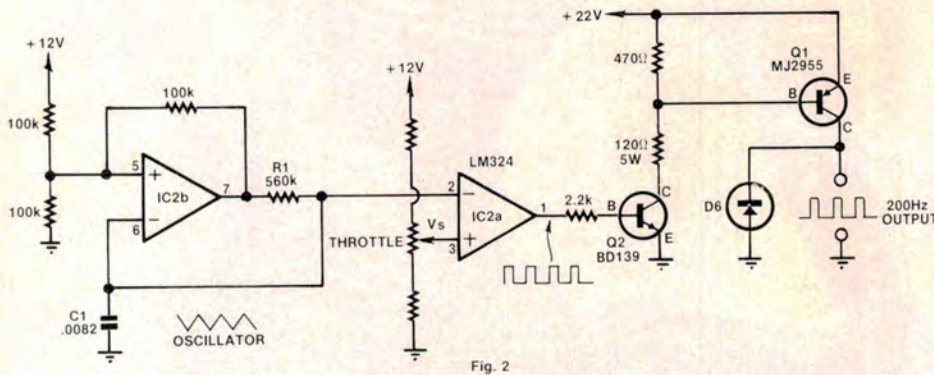 +12V
100k
100k
100k
5
+
IC2b
7
-
6
R1
560k
C1
.0082
OSCILLATOR
+12V
THROTTLE
Vs
LM324
2
-
IC2a
1
+
3
2.2k
B
C
E
Q2
BD139
+22V
470Ω
120Ω
5W
Q1
MJ2955
E
B
C
D6
200Hz
OUTPUT
Fig. 2